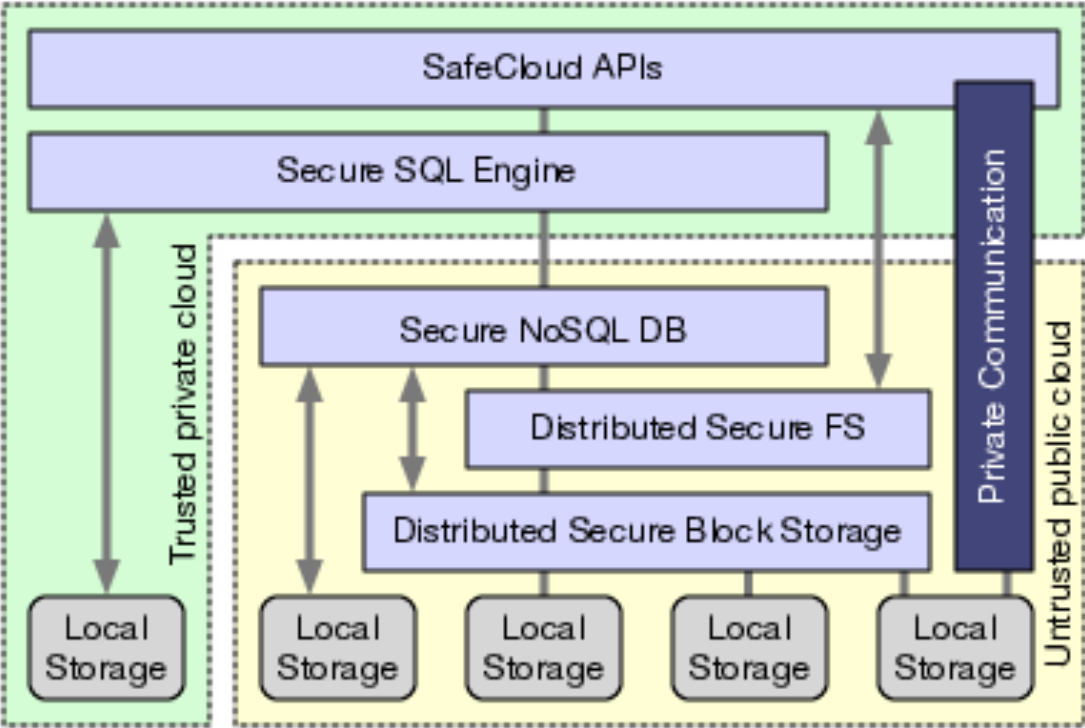 SafeCloud APIs
Secure SQL Engine
Trusted private cloud
Secure NoSQL DB
Distributed Secure FS
Distributed Secure Block Storage
Private Communication
Untrusted public cloud
Local
Storage
Local
Storage
Local
Storage
Local
Storage
Local
Storage